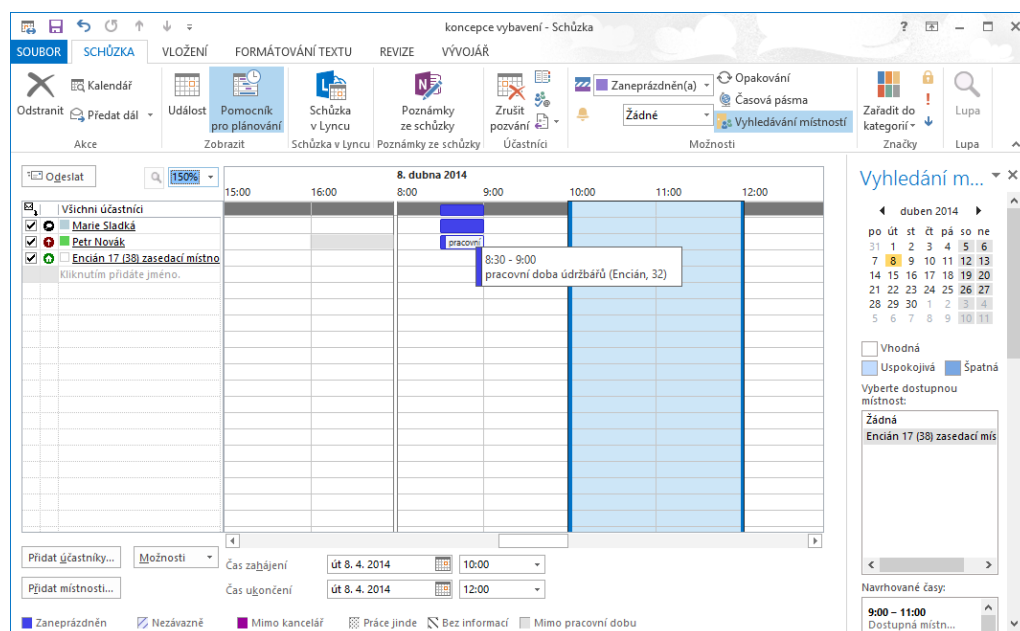 koncepce vybavení - Schůzka
SOUBOR SCHŮZKA VLOŽENÍ FORMÁTOVÁNÍ TEXTU REVIZE VÝVOJÁŘ
Odstranit
Kalendář
Předat dál
Akce
Událost
Pomocník
pro plánování
Zobrazit
Schůzka
v Lyncu
Schůzka v Lyncu
Poznámky
ze schůzky
Poznámky ze schůzky
Zrušit
pozvání
Účastníci
Zaneprázdněn(a)
Žádné
Opakování
Časová pásma
Vyhledávání místností
Možnosti
Zařadit do
kategorií
Značky
Lupa
Lupa
Odeslat
150%
8. dubna 2014
15:00 16:00 8:00 9:00 10:00 11:00 12:00
Všichni účastníci
Marie Sladká
Petr Novák
pracovní
Encián 17 (38) zasedací místno
Kliknutím přidáte jméno.
8:30 - 9:00
pracovní doba údržbářů (Encián, 32)
Přidat účastníky...
Možnosti
Přidat místnosti...
Čas zahájení út 8. 4. 2014 10:00
Čas ukončení út 8. 4. 2014 12:00
Zaneprázdněn Nezávazně Mimo kancelář Práce jinde Bez informací Mimo pracovní dobu
Vyhledání m...
duben 2014
po út st čt pá so ne
31 1 2 3 4 5 6
7 8 9 10 11 12 13
14 15 16 17 18 19 20
21 22 23 24 25 26 27
28 29 30 1 2 3 4
5 6 7 8 9 10 11
Vhodná
Uspokojivá Špatná
Vyberte dostupnou
místnost:
Žádná
Encián 17 (38) zasedací mís
Navrhované časy:
9:00 – 11:00
Dostupná místn...